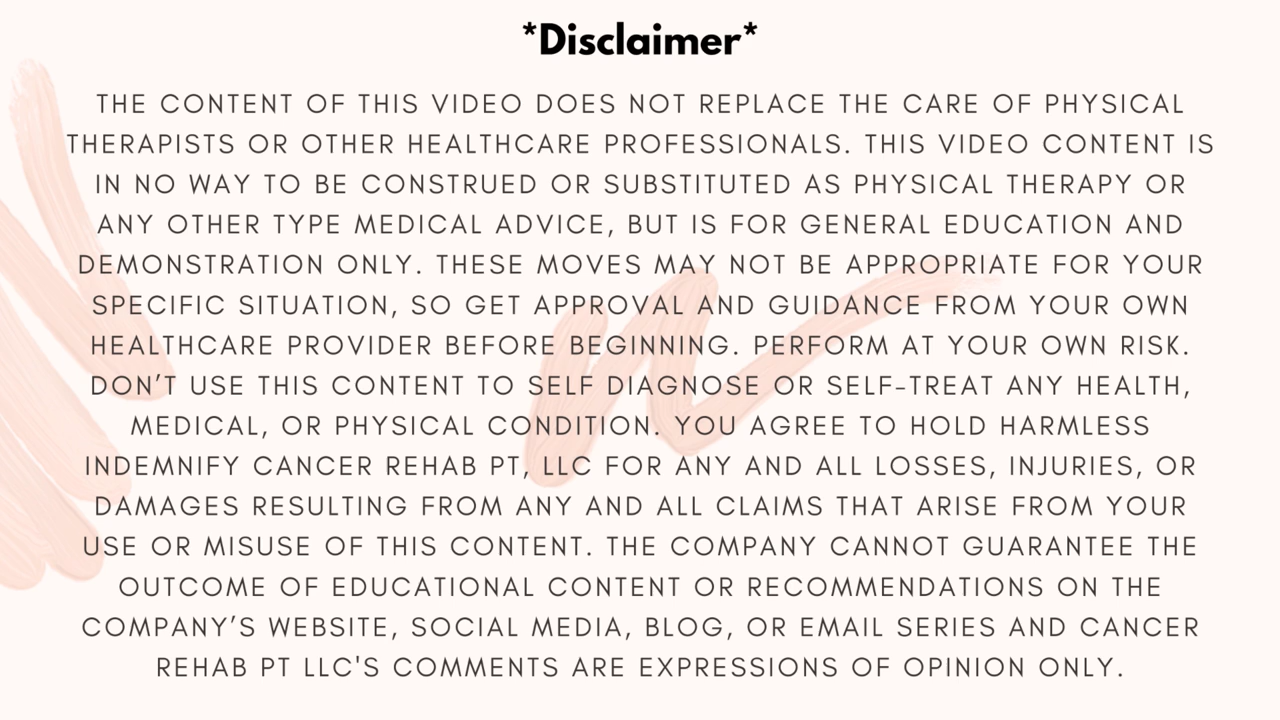 *Disclaimer*
THE CONTENT OF THIS VIDEO DOES NOT REPLACE THE CARE OF PHYSICAL
THERAPISTS OR OTHER HEALTHCARE PROFESSIONALS. THIS VIDEO CONTENT IS
IN NO WAY TO BE CONSTRUED OR SUBSTITUTED AS PHYSICAL THERAPY OR
ANY OTHER TYPE MEDICAL ADVICE, BUT IS FOR GENERAL EDUCATION AND
DEMONSTRATION ONLY. THESE MOVES MAY NOT BE APPROPRIATE FOR YOUR
SPECIFIC SITUATION, SO GET APPROVAL AND GUIDANCE FROM YOUR OWN
HEALTHCARE PROVIDER BEFORE BEGINNING. PERFORM AT YOUR OWN RISK.
DON’T USE THIS CONTENT TO SELF DIAGNOSE OR SELF-TREAT ANY HEALTH,
MEDICAL, OR PHYSICAL CONDITION. YOU AGREE TO HOLD HARMLESS
INDEMNIFY CANCER REHAB PT, LLC FOR ANY AND ALL LOSSES, INJURIES, OR
DAMAGES RESULTING FROM ANY AND ALL CLAIMS THAT ARISE FROM YOUR
USE OR MISUSE OF THIS CONTENT. THE COMPANY CANNOT GUARANTEE THE
OUTCOME OF EDUCATIONAL CONTENT OR RECOMMENDATIONS ON THE
COMPANY’S WEBSITE, SOCIAL MEDIA, BLOG, OR EMAIL SERIES AND CANCER
REHAB PT LLC'S COMMENTS ARE EXPRESSIONS OF OPINION ONLY.